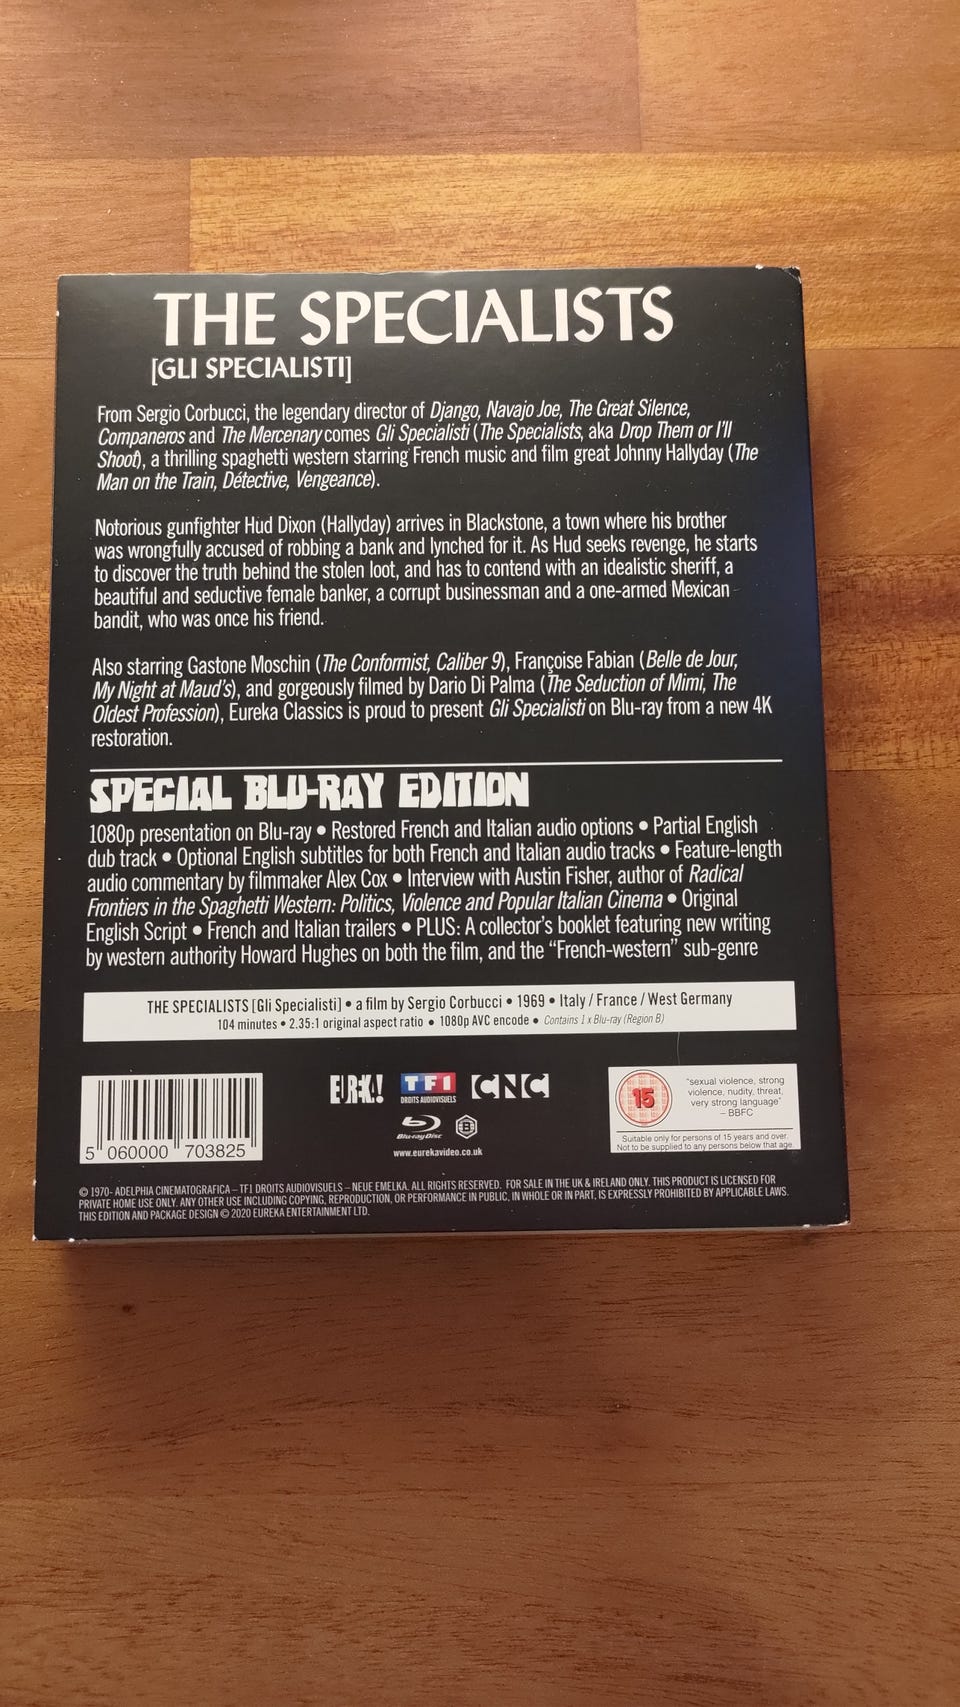 THE SPECIALISTS
[GLI SPECIALISTI]
From Sergio Corbucci, the legendary director of Django, Navajo Joe, The Great Silence,
Companeros and The Mercenary comes Gli Specialisti (The Specialists, aka Drop Them or I'll
Shoot), a thrilling spaghetti western starring French music and film great Johnny Hallyday (The
Man on the Train, Détective, Vengeance).
Notorious gunfighter Hud Dixon (Hallyday) arrives in Blackstone, a town where his brother
was wrongfully accused of robbing a bank and lynched for it. As Hud seeks revenge, he starts
to discover the truth behind the stolen loot, and has to contend with an idealistic sheriff, a
beautiful and seductive female banker, a corrupt businessman and a one-armed Mexican
bandit, who was once his friend.
Also starring Gastone Moschin (The Conformist, Caliber 9), Françoise Fabian (Belle de Jour,
My Night at Maud's), and gorgeously filmed by Dario Di Palma (The Seduction of Mimi, The
Oldest Profession), Eureka Classics is proud to present Gli Specialisti on Blu-ray from a new 4K
restoration.
SPECIAL BLU-RAY EDITION
1080p presentation on Blu-ray • Restored French and Italian audio options • Partial English
dub track • Optional English subtitles for both French and Italian audio tracks • Feature-length
audio commentary by filmmaker Alex Cox • Interview with Austin Fisher, author of Radical
Frontiers in the Spaghetti Western: Politics, Violence and Popular Italian Cinema • Original
English Script • French and Italian trailers • PLUS: A collector's booklet featuring new writing
by western authority Howard Hughes on both the film, and the "French-western" sub-genre
THE SPECIALISTS [Gli Specialisti] • a film by Sergio Corbucci • 1969 • Italy / France / West Germany
104 minutes • 2.35:1 original aspect ratio • 1080p AVC encode • Contains 1 x Blu-ray (Region B)
5 060000 703825
EUREKA!
TF1
DROITS AUDIOVISUELS
CNC
Blu-ray Disc
B
www.eurekavideo.co.uk
15
"sexual violence, strong
violence, nudity, threat,
very strong language"
– BBFC
Suitable only for persons of 15 years and over.
Not to be supplied to any persons below that age.
© 1970- ADELPHIA CINEMATOGRAFICA – TF1 DROITS AUDIOVISUELS – NEUE EMELKA. ALL RIGHTS RESERVED. FOR SALE IN THE UK & IRELAND ONLY. THIS PRODUCT IS LICENSED FOR
PRIVATE HOME USE ONLY. ANY OTHER USE INCLUDING COPYING, REPRODUCTION, OR PERFORMANCE IN PUBLIC, IN WHOLE OR IN PART, IS EXPRESSLY PROHIBITED BY APPLICABLE LAWS.
THIS EDITION AND PACKAGE DESIGN © 2020 EUREKA ENTERTAINMENT LTD.